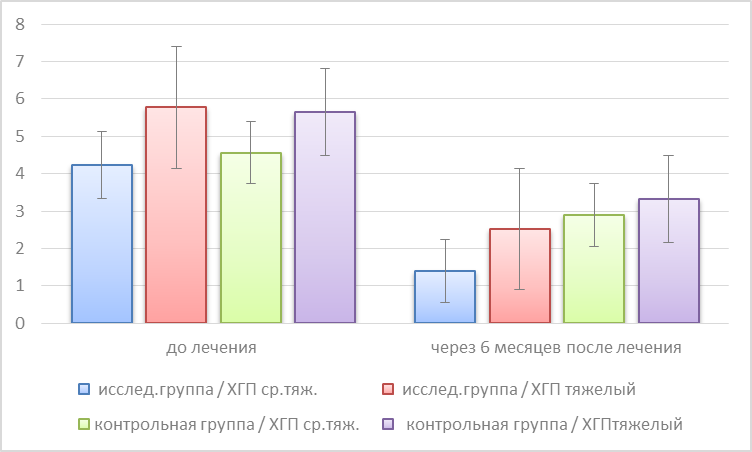 8
7
6
5
4
3
2
1
0
до лечения
через 6 месяцев после лечения
исслед.группа / ХГП ср.тяж.
исслед.группа / ХГП тяжелый
контрольная группа / ХГП ср.тяж.
контрольная группа / ХГПтяжелый